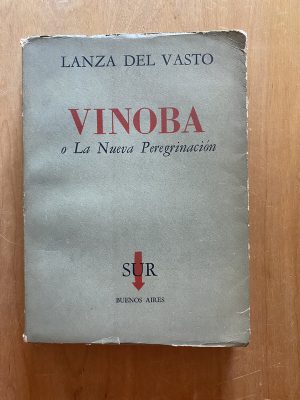 LANZA DEL VASTO
VINOBA
o La Nueva Peregrinación
SUR
BUENOS AIRES